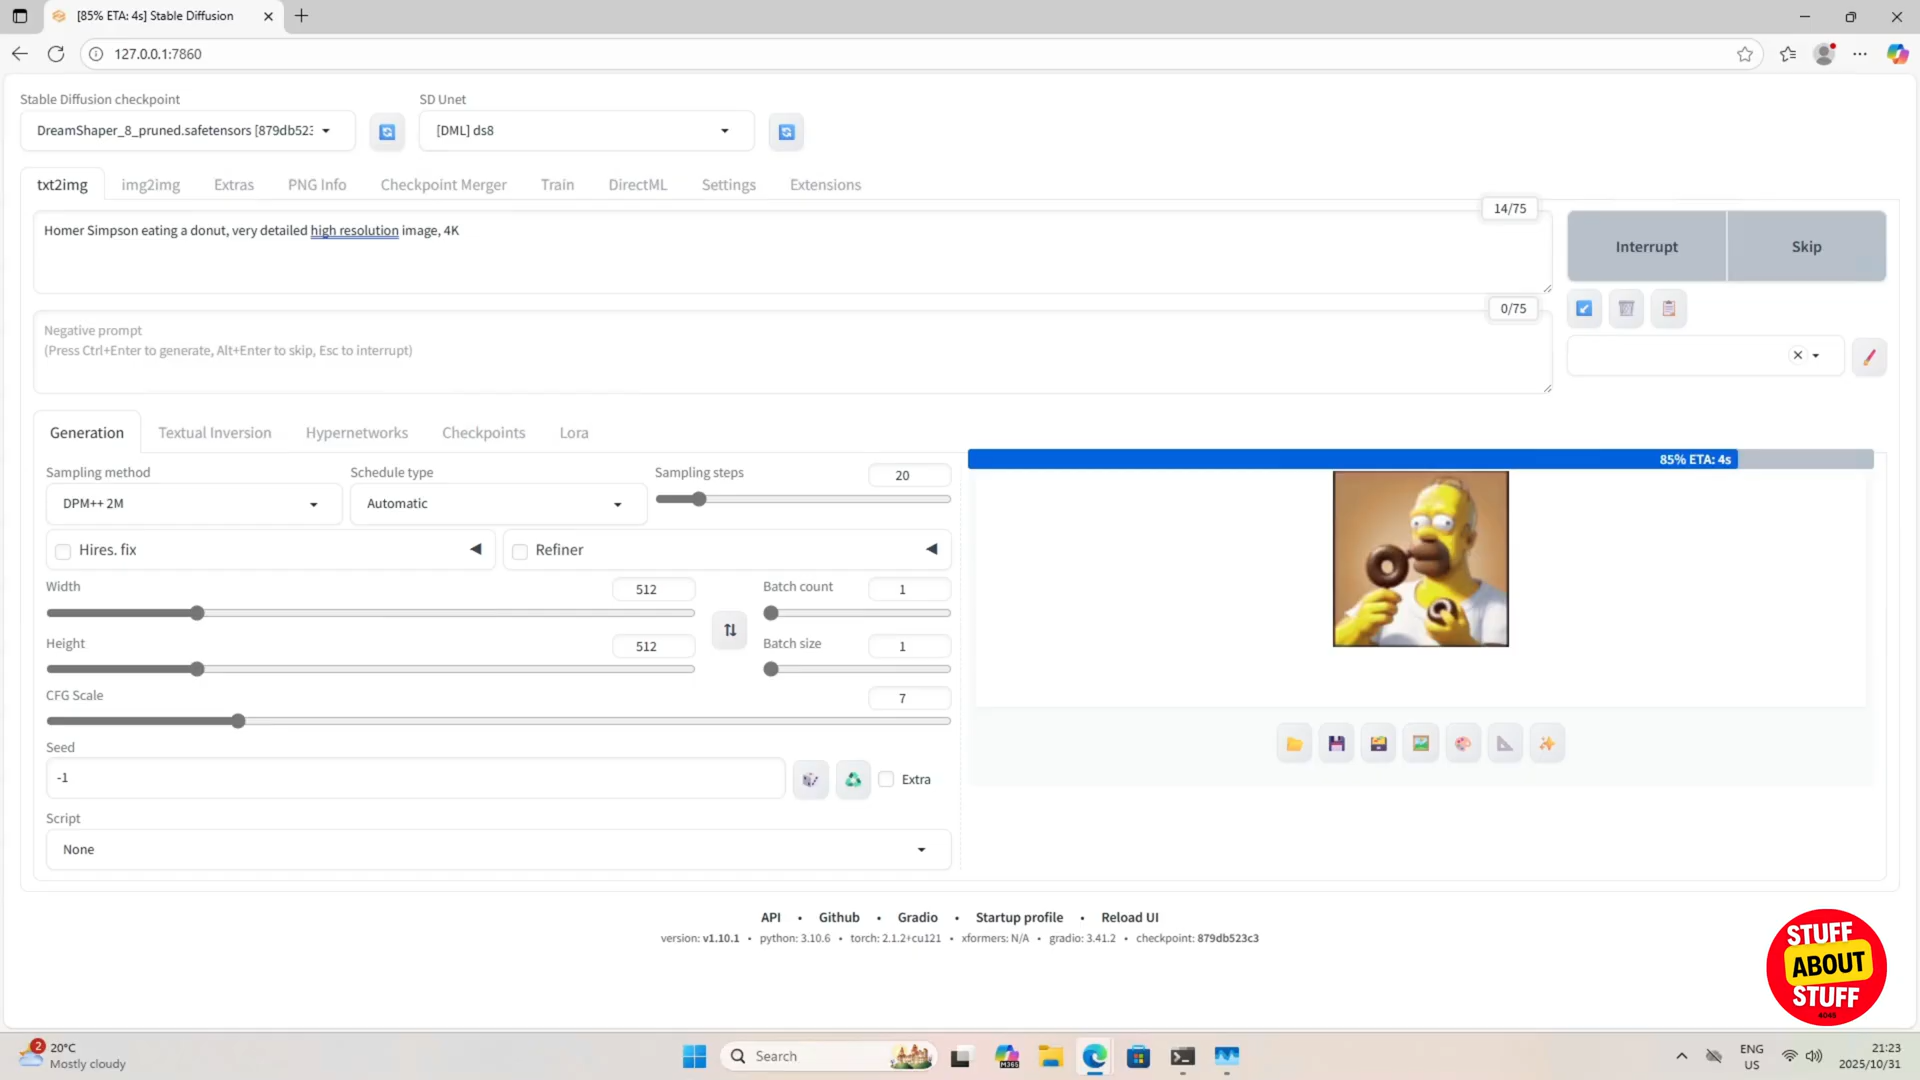 [85% ETA: 4s] Stable Diffusion
127.0.0.1:7860
Stable Diffusion checkpoint
SD Unet
DreamShaper_8_pruned.safetensors [879db523
[DML] ds8
txt2img
img2img
Extras
PNG Info
Checkpoint Merger
Train
DirectML
Settings
Extensions
14/75
Homer Simpson eating a donut, very detailed high resolution image, 4K
Interrupt
Skip
0/75
Negative prompt
(Press Ctrl+Enter to generate, Alt+Enter to skip, Esc to interrupt)
Generation
Textual Inversion
Hypernetworks
Checkpoints
Lora
85% ETA: 4s
Sampling method
Schedule type
Sampling steps
20
DPM++ 2M
Automatic
Hires. fix
Refiner
Width
512
Batch count
1
Height
512
Batch size
1
CFG Scale
7
Seed
-1
Extra
Script
None
API • Github • Gradio • Startup profile • Reload UI
version: v1.10.1 • python: 3.10.6 • torch: 2.1.2+cu121 • xformers: N/A • gradio: 3.41.2 • checkpoint: 879db523c3
STUFF
ABOUT
STUFF
4045
2
20°C
Mostly cloudy
Search
M365
ENG
US
21:23
2025/10/31